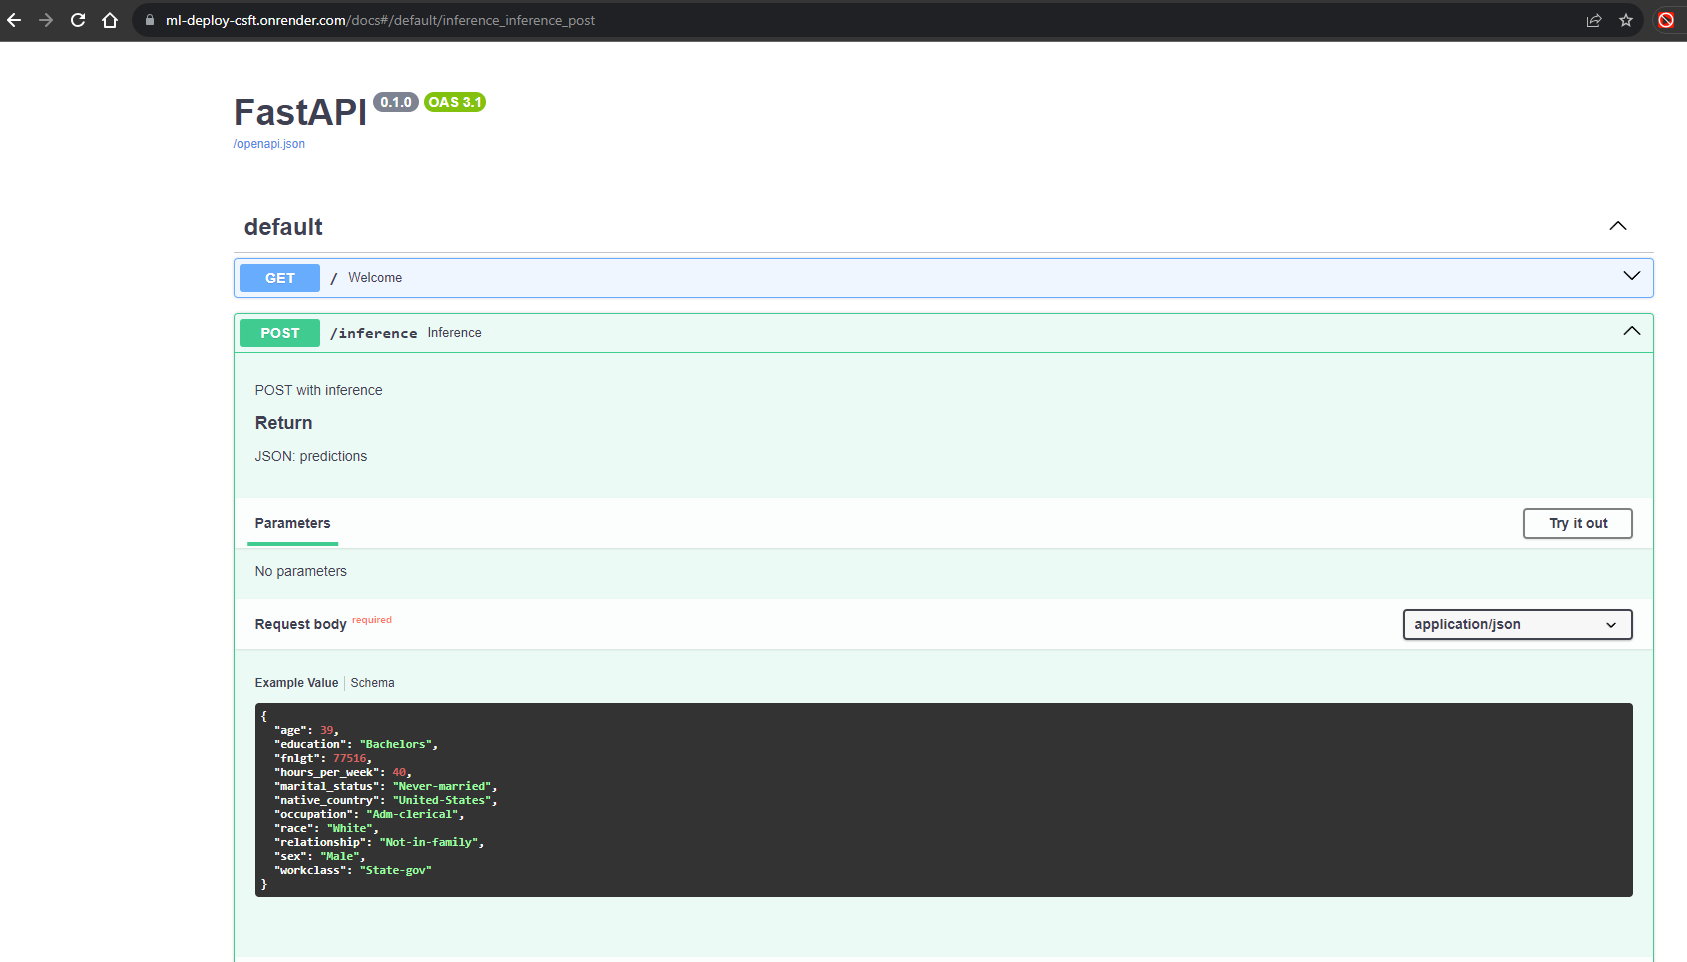 ml-deploy-csft.onrender.com/docs#/default/inference_inference_post
FastAPI 0.1.0 OAS 3.1
/openapi.json
default
GET / Welcome
POST /inference Inference
POST with inference
Return
JSON: predictions
Parameters Try it out
No parameters
Request body required application/json
Example Value | Schema
{
"age": 39,
"education": "Bachelors",
"fnlgt": 77516,
"hours_per_week": 40,
"marital_status": "Never-married",
"native_country": "United-States",
"occupation": "Adm-clerical",
"race": "White",
"relationship": "Not-in-family",
"sex": "Male",
"workclass": "State-gov"
}